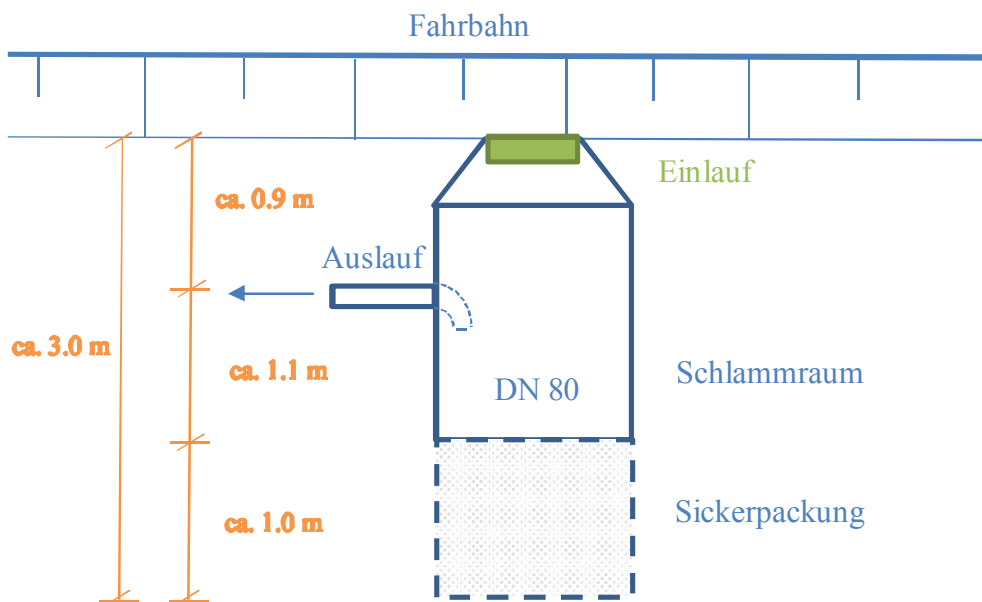 Fahrbahn
Einlauf
ca. 0.9 m
Auslauf
ca. 3.0 m
ca. 1.1 m
Schlammraum
DN 80
Sickerpackung
ca. 1.0 m